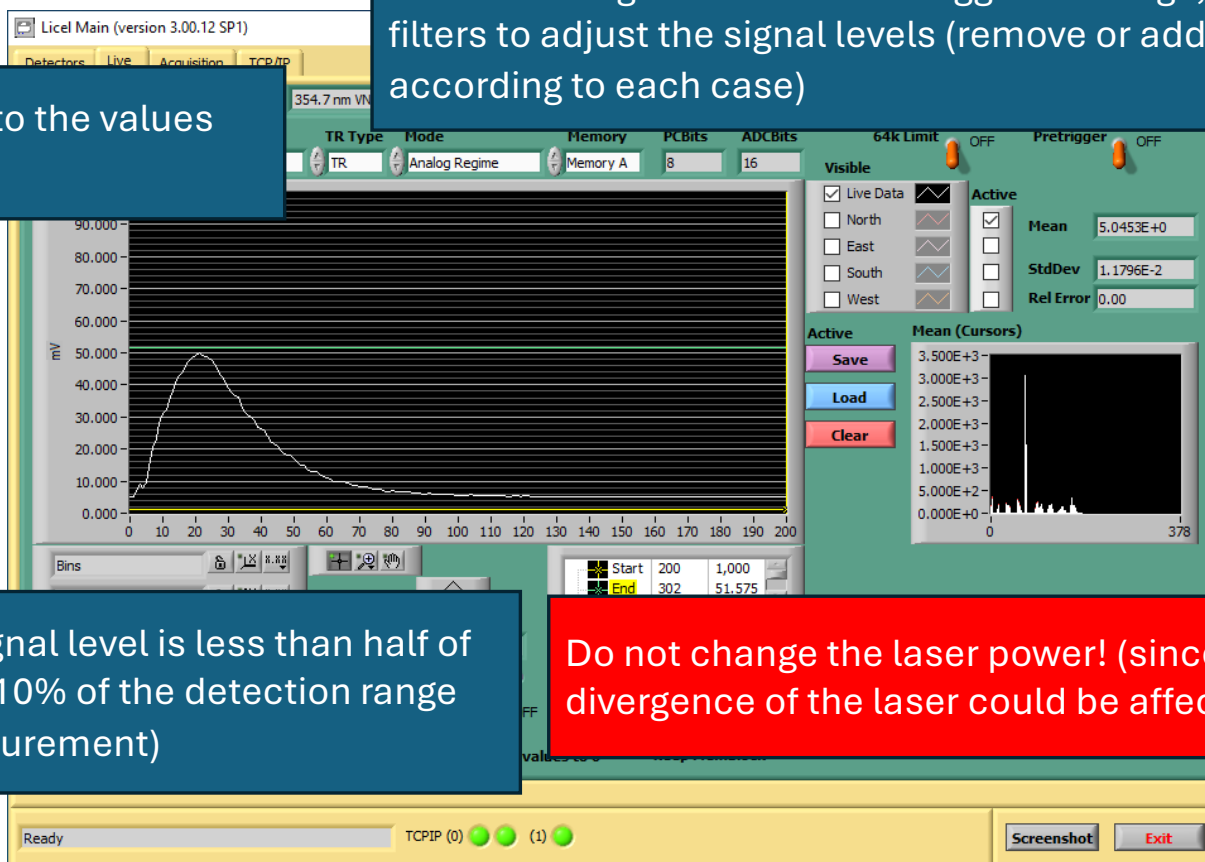 Licel Main (version 3.00.12 SP1)
filters to adjust the signal levels (remove or add
according to each case)
Detectors Live Acquisition TCP/IP
to the values
354.7 nm
TR Type Mode Memory PCBits ADCBits 64k Limit OFF Pretrigger OFF
TR Analog Regime Memory A 8 16
Visible
Live Data Active
North
East
South
West
Mean 5.0453E+0
StdDev 1.1796E-2
Rel Error 0.00
90.000
80.000
70.000
60.000
50.000
40.000
30.000
20.000
10.000
0.000
mV
0 10 20 30 40 50 60 70 80 90 100 110 120 130 140 150 160 170 180 190 200
Active
Save
Load
Clear
Mean (Cursors)
3.500E+3
3.000E+3
2.500E+3
2.000E+3
1.500E+3
1.000E+3
5.000E+2
0.000E+0
0 378
Bins
Start 200 1,000
End 302 51.575
signal level is less than half of
10% of the detection range
urement)
Do not change the laser power! (since
divergence of the laser could be affec
Ready
TCPIP (0) (1)
Screenshot Exit